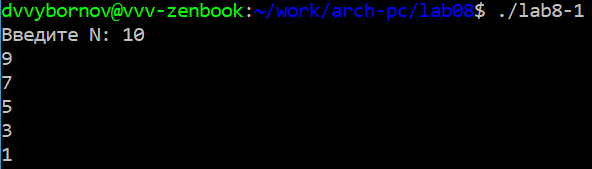 dvvybornov@vvv-zenbook:~/work/arch-pc/lab08$ ./lab8-1
Введите N: 10
9
7
5
3
1